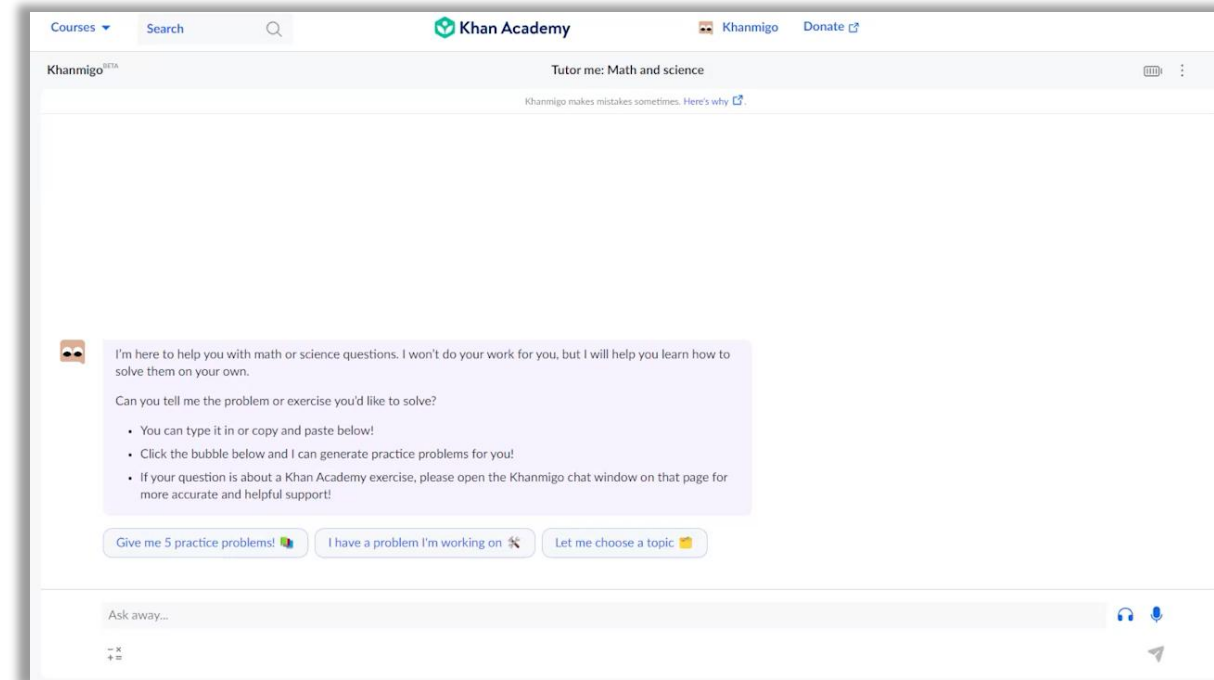 Courses Search Khan Academy Khanmigo Donate
Khanmigo BETA Tutor me: Math and science
Khanmigo makes mistakes sometimes. Here's why.
I'm here to help you with math or science questions. I won't do your work for you, but I will help you learn how to
solve them on your own.
Can you tell me the problem or exercise you'd like to solve?
• You can type it in or copy and paste below!
• Click the bubble below and I can generate practice problems for you!
• If your question is about a Khan Academy exercise, please open the Khanmigo chat window on that page for
more accurate and helpful support!
Give me 5 practice problems! I have a problem I'm working on Let me choose a topic
Ask away...